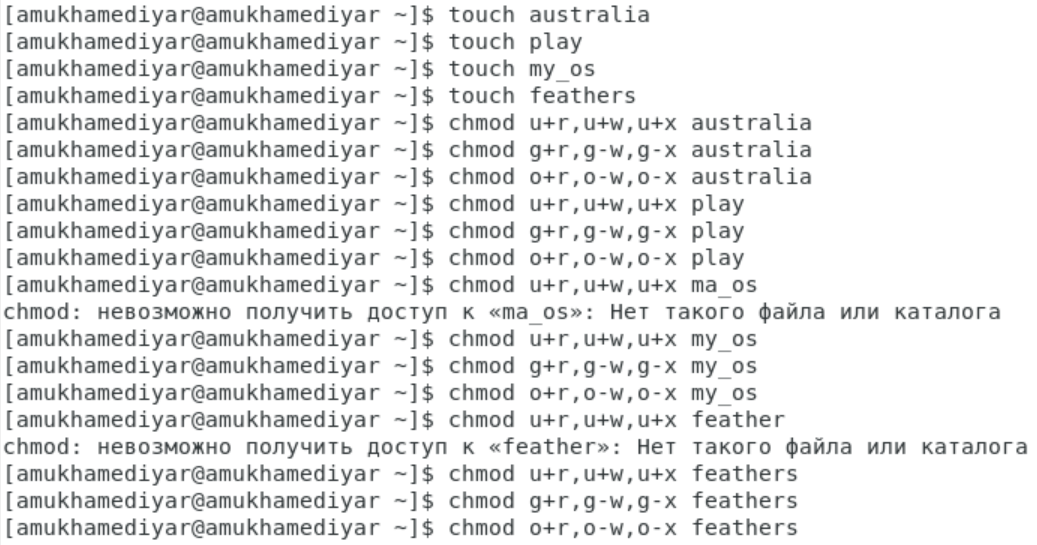 [amukhamediyar@amukhamediyar ~]$ touch australia
[amukhamediyar@amukhamediyar ~]$ touch play
[amukhamediyar@amukhamediyar ~]$ touch my_os
[amukhamediyar@amukhamediyar ~]$ touch feathers
[amukhamediyar@amukhamediyar ~]$ chmod u+r,u+w,u+x australia
[amukhamediyar@amukhamediyar ~]$ chmod g+r,g-w,g-x australia
[amukhamediyar@amukhamediyar ~]$ chmod o+r,o-w,o-x australia
[amukhamediyar@amukhamediyar ~]$ chmod u+r,u+w,u+x play
[amukhamediyar@amukhamediyar ~]$ chmod g+r,g-w,g-x play
[amukhamediyar@amukhamediyar ~]$ chmod o+r,o-w,o-x play
[amukhamediyar@amukhamediyar ~]$ chmod u+r,u+w,u+x ma_os
chmod: невозможно получить доступ к «ma_os»: Нет такого файла или каталога
[amukhamediyar@amukhamediyar ~]$ chmod u+r,u+w,u+x my_os
[amukhamediyar@amukhamediyar ~]$ chmod g+r,g-w,g-x my_os
[amukhamediyar@amukhamediyar ~]$ chmod o+r,o-w,o-x my_os
[amukhamediyar@amukhamediyar ~]$ chmod u+r,u+w,u+x feather
chmod: невозможно получить доступ к «feather»: Нет такого файла или каталога
[amukhamediyar@amukhamediyar ~]$ chmod u+r,u+w,u+x feathers
[amukhamediyar@amukhamediyar ~]$ chmod g+r,g-w,g-x feathers
[amukhamediyar@amukhamediyar ~]$ chmod o+r,o-w,o-x feathers